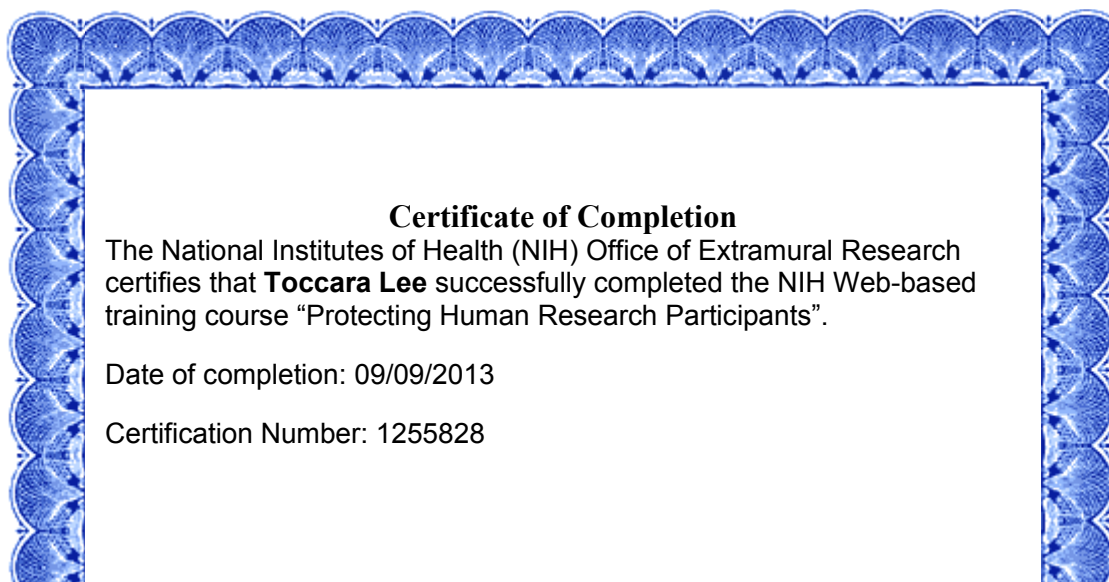 Certificate of Completion
The National Institutes of Health (NIH) Office of Extramural Research
certifies that Toccara Lee successfully completed the NIH Web-based
training course “Protecting Human Research Participants”.
Date of completion: 09/09/2013
Certification Number: 1255828